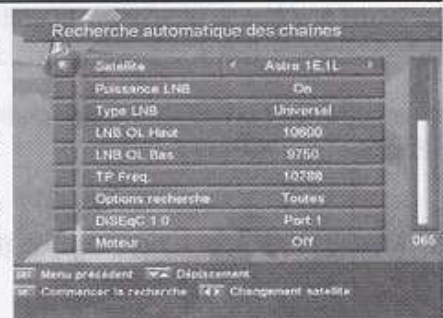 Recherche automatique des chaînes
Satellite Astra 1E,1L
Puissance LNB On
Type LNB Universel
LNB OL Haut 10600
LNB OL Bas 9750
TP Freq. 10788
Options recherche Toutes
DiSEqC 1.0 Port 1
Moteur Off
065
Menu précédent Déplacement
Commencer la recherche Changement satellite